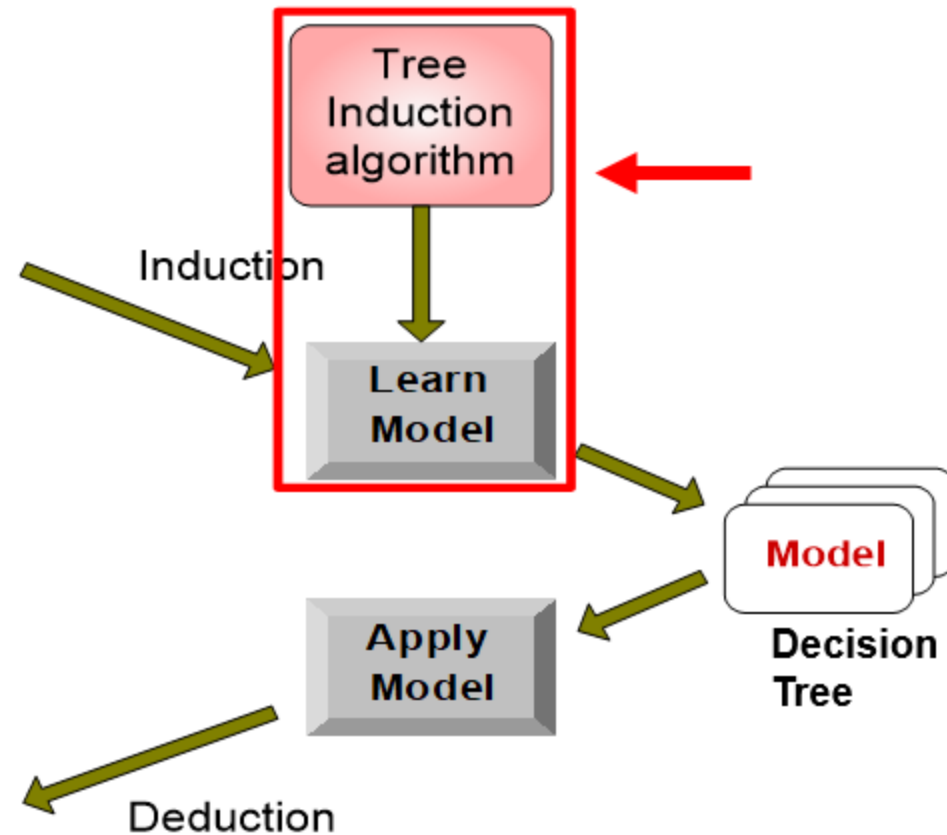 Tree
Induction
algorithm
Induction
Learn
Model
Model
Decision
Tree
Apply
Model
Deduction